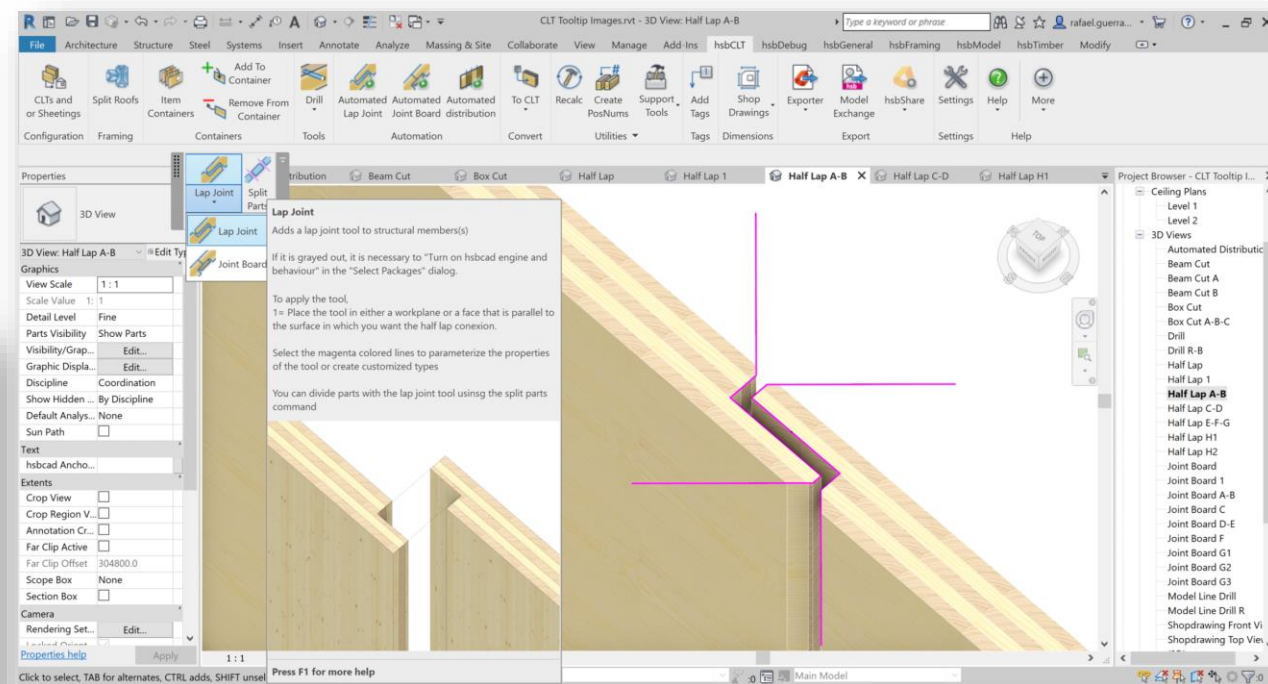 CLT Tooltip Images.rvt - 3D View: Half Lap A-B
Type a keyword or phrase
rafael.guerra...
File Architecture Structure Steel Systems Insert Annotate Analyze Massing & Site Collaborate View Manage Add-Ins hsbCLT hsbDebug hsbGeneral hsbFraming hsbModel hsbTimber Modify
CLTs and
or Sheetings
Split Roofs
Item
Containers
Add To
Container
Remove From
Container
Drill
Automated
Lap Joint
Automated
Joint Board
Automated
distribution
To CLT
Recalc
Create
PosNums
Support
Tools
Add
Tags
Shop
Drawings
Exporter
Model
Exchange
hsbShare
Settings
Help
More
Configuration Framing Containers Tools Automation Convert Utilities Tags Dimensions Export Settings Help
Properties
3D View
3D View: Half Lap A-B Edit Typ
Graphics
View Scale 1 : 1
Scale Value 1: 1
Detail Level Fine
Parts Visibility Show Parts
Visibility/Grap... Edit...
Graphic Displa... Edit...
Discipline Coordination
Show Hidden ... By Discipline
Default Analys... None
Sun Path
Text
hsbcad Ancho...
Extents
Crop View
Crop Region V...
Annotation Cr...
Far Clip Active
Far Clip Offset 304800.0
Scope Box None
Section Box
Camera
Rendering Set... Edit...
Properties help Apply
Click to select, TAB for alternates, CTRL adds, SHIFT unsel
Lap Joint
Split
Parts
Lap Joint
Joint Board
tribution Beam Cut Box Cut Half Lap Half Lap 1 Half Lap A-B X Half Lap C-D Half Lap H1
Lap Joint
Adds a lap joint tool to structural members(s)
If it is grayed out, it is necessary to "Turn on hsbcad engine and
behaviour" in the "Select Packages" dialog.
To apply the tool,
1= Place the tool in either a workplane or a face that is parallel to
the surface in which you want the half lap conexion.
Select the magenta colored lines to parameterize the properties
of the tool or create customized types
You can divide parts with the lap joint tool usinsg the split parts
command
Press F1 for more help
TOP
1 : 1
:0
Main Model
Project Browser - CLT Tooltip I...
Ceiling Plans
Level 1
Level 2
3D Views
Automated Distributic
Beam Cut
Beam Cut A
Beam Cut B
Box Cut
Box Cut A-B-C
Drill
Drill R-B
Half Lap
Half Lap 1
Half Lap A-B
Half Lap C-D
Half Lap E-F-G
Half Lap H1
Half Lap H2
Joint Board
Joint Board 1
Joint Board A-B
Joint Board C
Joint Board D-E
Joint Board F
Joint Board G1
Joint Board G2
Joint Board G3
Model Line Drill
Model Line Drill R
Shopdrawing Front Vi
Shopdrawing Top Viev
:0